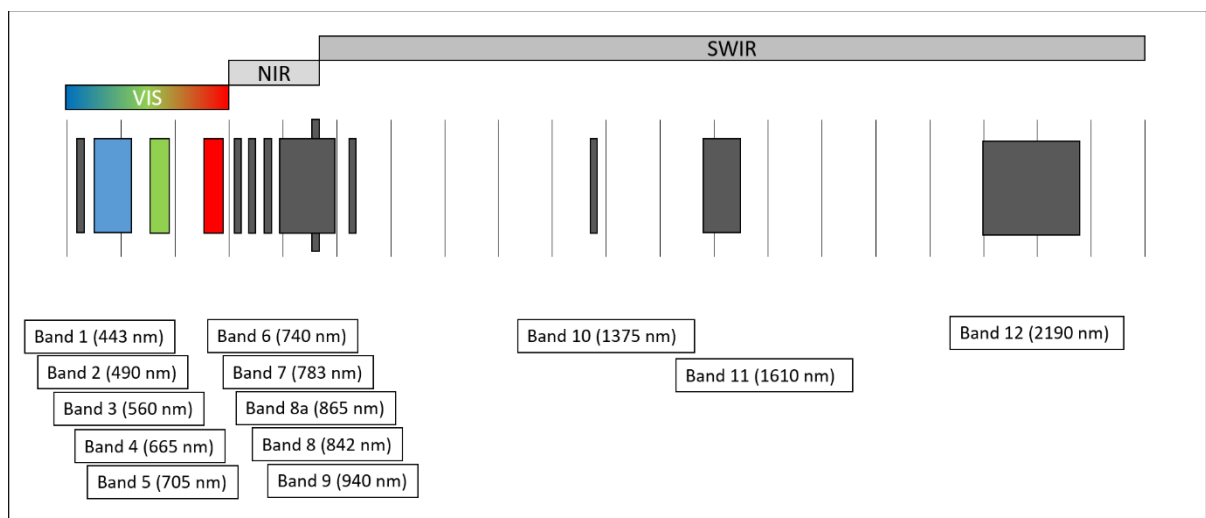 SWIR
NIR
VIS
Band 1 (443 nm)
Band 2 (490 nm)
Band 3 (560 nm)
Band 4 (665 nm)
Band 5 (705 nm)
Band 6 (740 nm)
Band 7 (783 nm)
Band 8a (865 nm)
Band 8 (842 nm)
Band 9 (940 nm)
Band 10 (1375 nm)
Band 11 (1610 nm)
Band 12 (2190 nm)